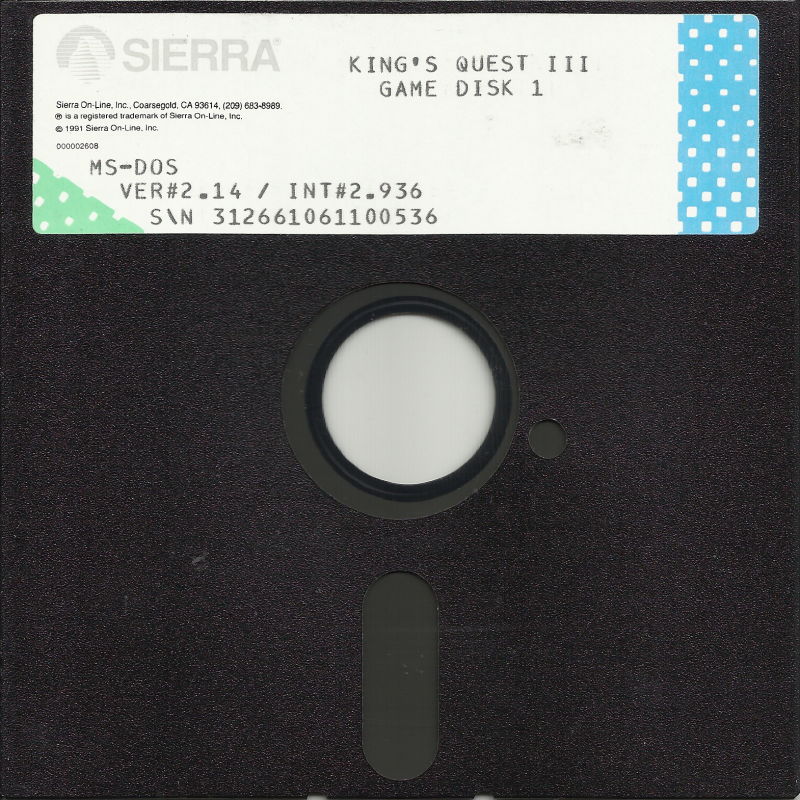 SIERRA®
KING'S QUEST III
GAME DISK 1
Sierra On-Line, Inc., Coarsegold, CA 93614, (209) 683-8989.
® is a registered trademark of Sierra On-Line, Inc.
© 1991 Sierra On-Line, Inc.
000002608
MS-DOS
VER#2.14 / INT#2.936
S\N 312661061100536